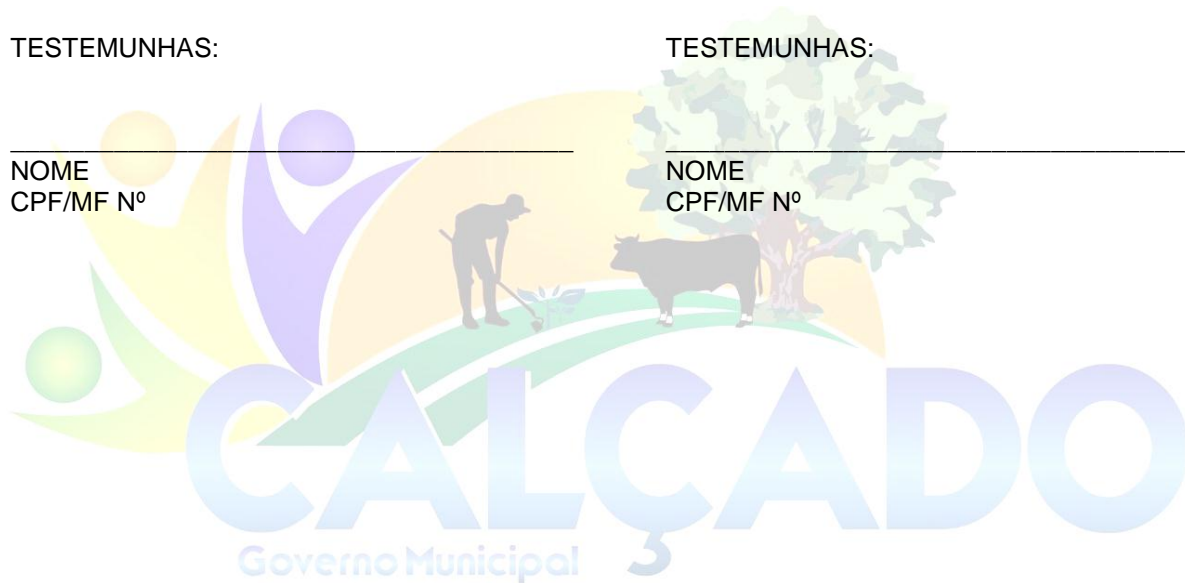 TESTEMUNHAS:
TESTEMUNHAS:
NOME
CPF/MF Nº
NOME
CPF/MF Nº
CALÇADO
Governo Municipal